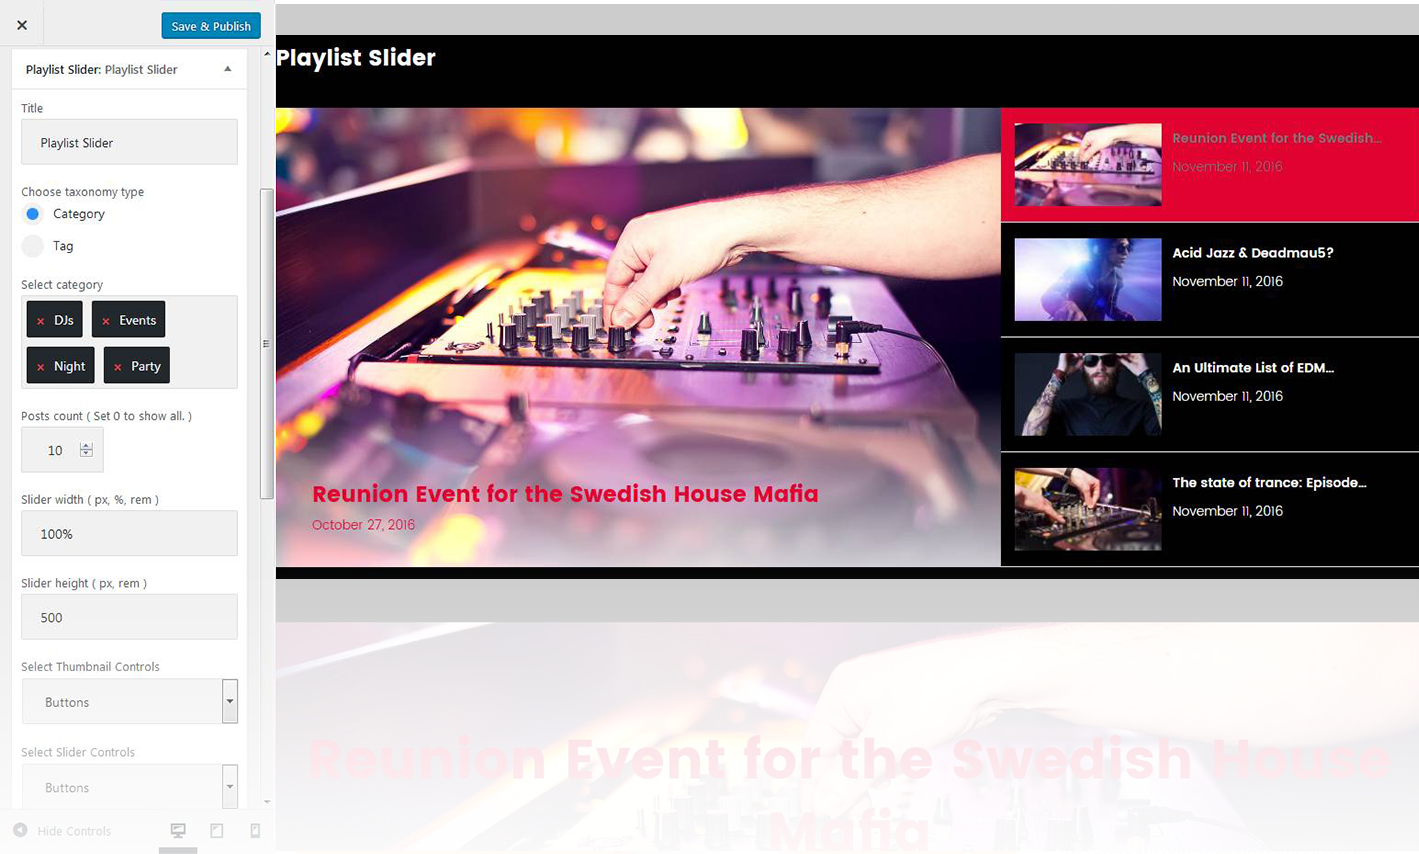 Save & Publish
Playlist Slider: Playlist Slider
Title
Playlist Slider
Choose taxonomy type
Category
Tag
Select category
× DJs × Events
× Night × Party
Posts count ( Set 0 to show all. )
10
Slider width ( px, %, rem )
100%
Slider height ( px, rem )
500
Select Thumbnail Controls
Buttons
Select Slider Controls
Buttons
Hide Controls
Playlist Slider
Reunion Event for the Swedish House Mafia
October 27, 2016
Reunion Event for the Swedish...
November 11, 2016
Acid Jazz & Deadmau5?
November 11, 2016
An Ultimate List of EDM...
November 11, 2016
The state of trance: Episode...
November 11, 2016
Reunion Event for the Swedish House
Mafia